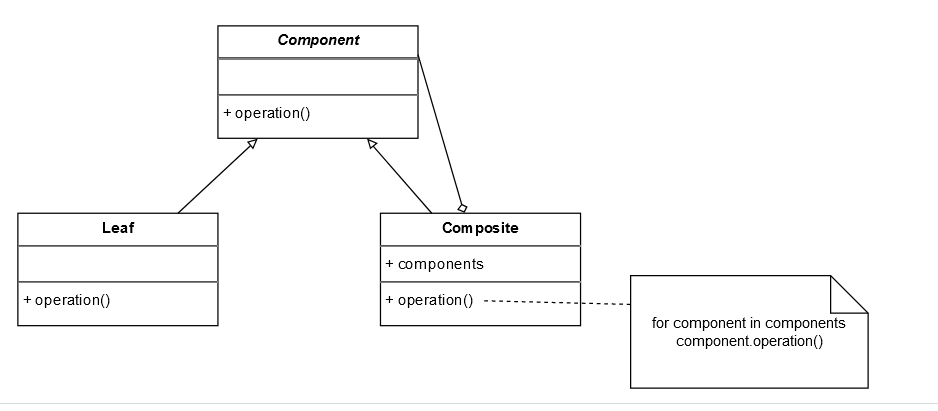 Component
+ operation()
Leaf
+ operation()
Composite
+ components
+ operation()
for component in components
component.operation()